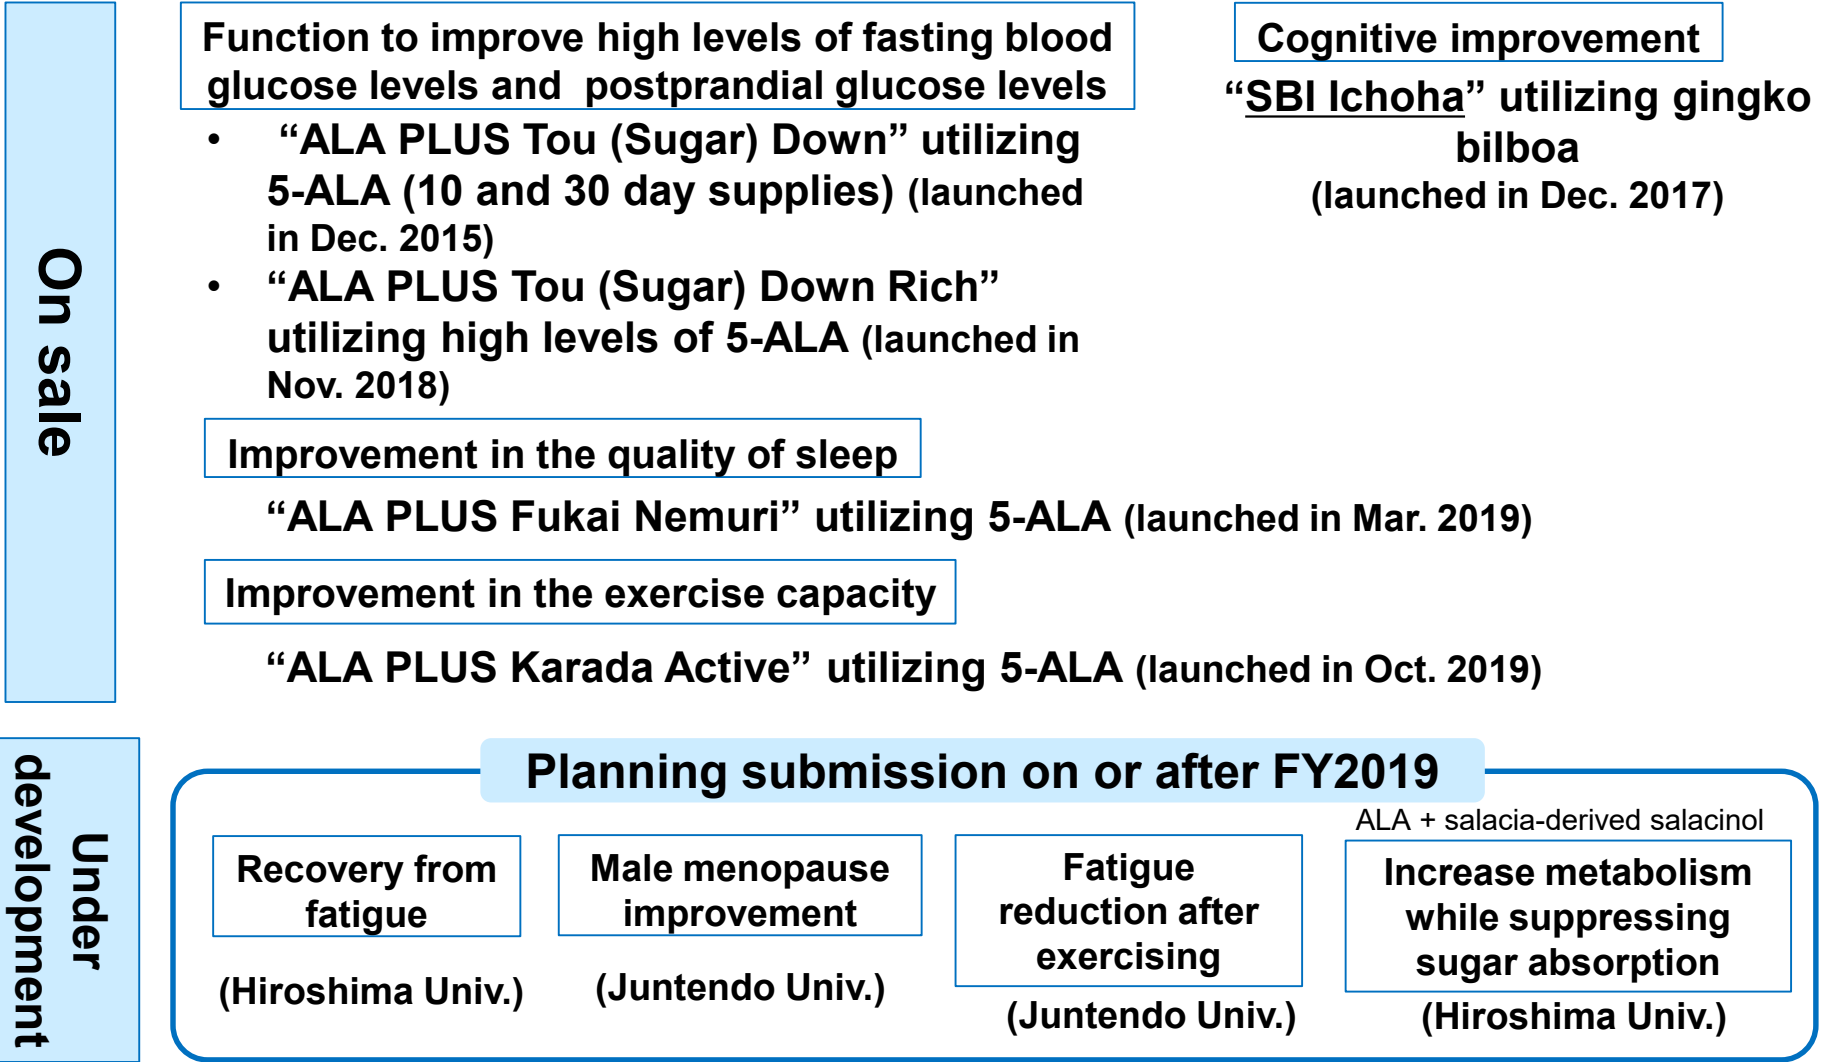 On sale
Function to improve high levels of fasting blood
glucose levels and postprandial glucose levels
• “ALA PLUS Tou (Sugar) Down” utilizing
5-ALA (10 and 30 day supplies) (launched
in Dec. 2015)
• “ALA PLUS Tou (Sugar) Down Rich”
utilizing high levels of 5-ALA (launched in
Nov. 2018)
Cognitive improvement
“SBI Ichoha” utilizing gingko
bilboa
(launched in Dec. 2017)
Improvement in the quality of sleep
“ALA PLUS Fukai Nemuri” utilizing 5-ALA (launched in Mar. 2019)
Improvement in the exercise capacity
“ALA PLUS Karada Active” utilizing 5-ALA (launched in Oct. 2019)
Under
development
Planning submission on or after FY2019
Recovery from
fatigue
(Hiroshima Univ.)
Male menopause
improvement
(Juntendo Univ.)
Fatigue
reduction after
exercising
(Juntendo Univ.)
ALA + salacia-derived salacinol
Increase metabolism
while suppressing
sugar absorption
(Hiroshima Univ.)